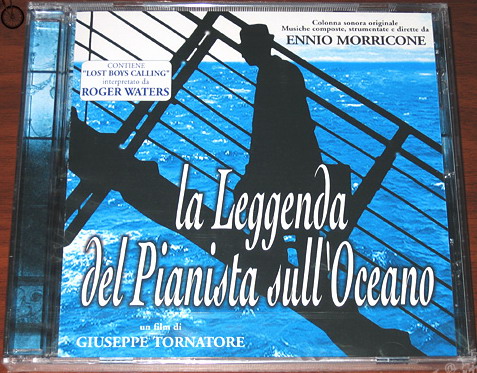 Colonna sonora originale
Musiche composte, strumentate e dirette da
ENNIO MORRICONE
CONTIENE
"LOST BOYS CALLING"
interpretato da
ROGER WATERS
la Leggenda
del Pianista sull'Oceano
un film di
GIUSEPPE TORNATORE